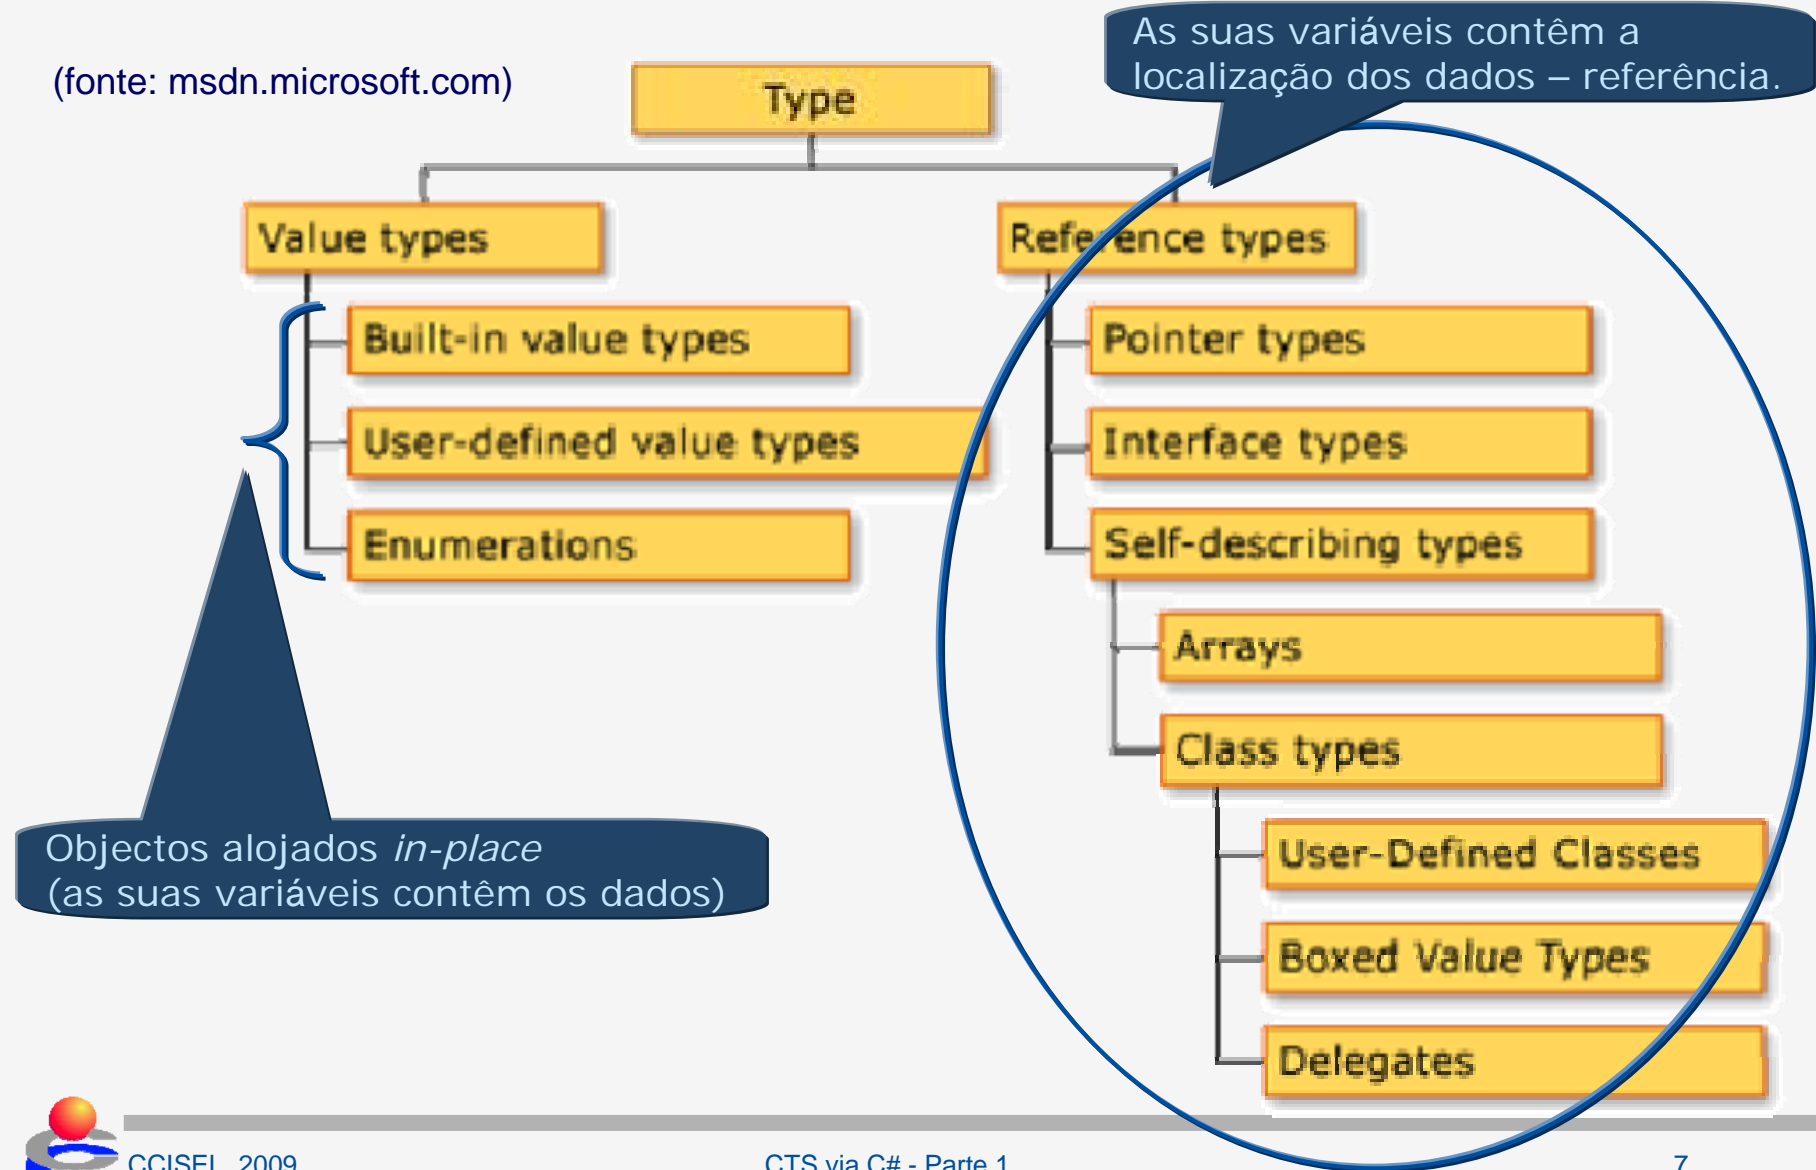 As suas variáveis contêm a
localização dos dados – referência.
(fonte: msdn.microsoft.com)
Type
Value types
Reference types
Built-in value types
Pointer types
User-defined value types
Interface types
Enumerations
Self-describing types
Arrays
Class types
Objectos alojados in-place
(as suas variáveis contêm os dados)
User-Defined Classes
Boxed Value Types
Delegates
CCISEL, 2009
CTS via C# - Parte 1
7